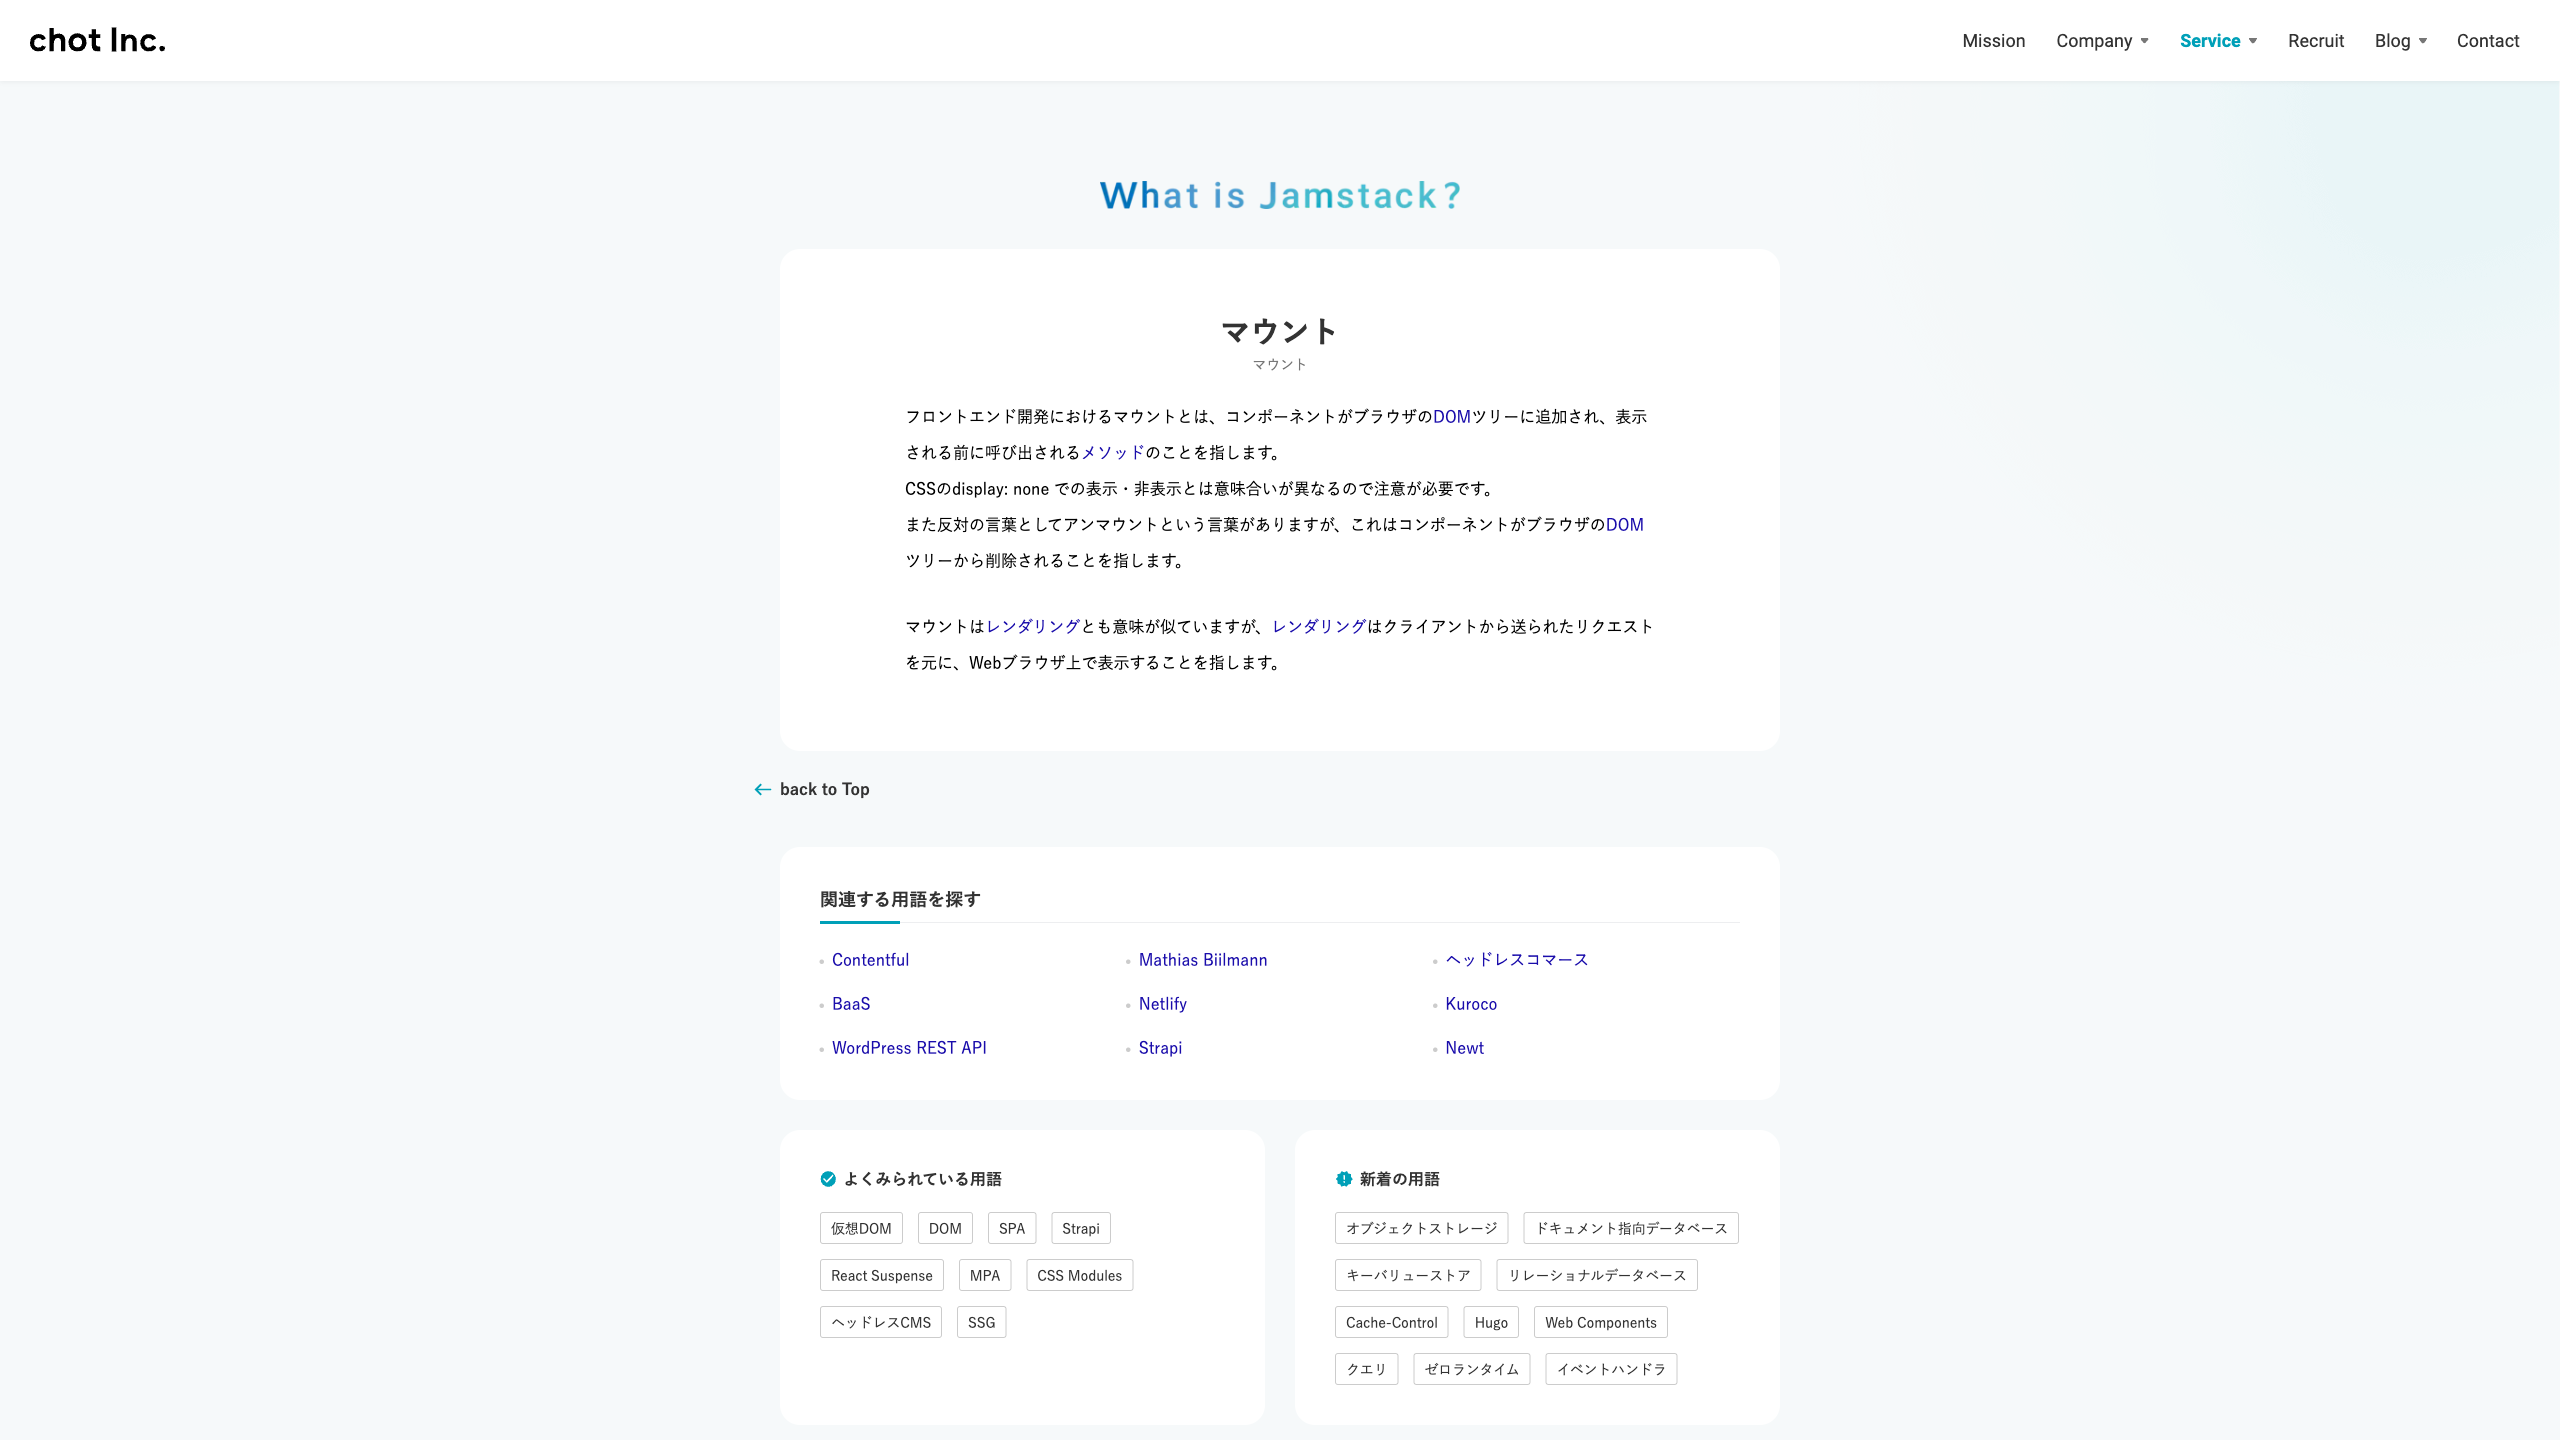 chot Inc.
Mission Company Service Recruit Blog Contact
What is Jamstack?
マウント
マウント
フロントエンド開発におけるマウントとは、コンポーネントがブラウザのDOMツリーに追加され、表示
される前に呼び出されるメソッドのことを指します。
CSSのdisplay: none での表示・非表示とは意味合いが異なるので注意が必要です。
また反対の言葉としてアンマウントという言葉がありますが、これはコンポーネントがブラウザのDOM
ツリーから削除されることを指します。
マウントはレンダリングとも意味が似ていますが、レンダリングはクライアントから送られたリクエスト
を元に、Webブラウザ上で表示することを指します。
back to Top
関連する用語を探す
Contentful Mathias Biilmann ヘッドレスコマース
BaaS Netlify Kuroco
WordPress REST API Strapi Newt
よくみられている用語
仮想DOM DOM SPA Strapi
React Suspense MPA CSS Modules
ヘッドレスCMS SSG
新着の用語
オブジェクトストレージ ドキュメント指向データベース
キーバリューストア リレーショナルデータベース
Cache-Control Hugo Web Components
クエリ ゼロランタイム イベントハンドラ